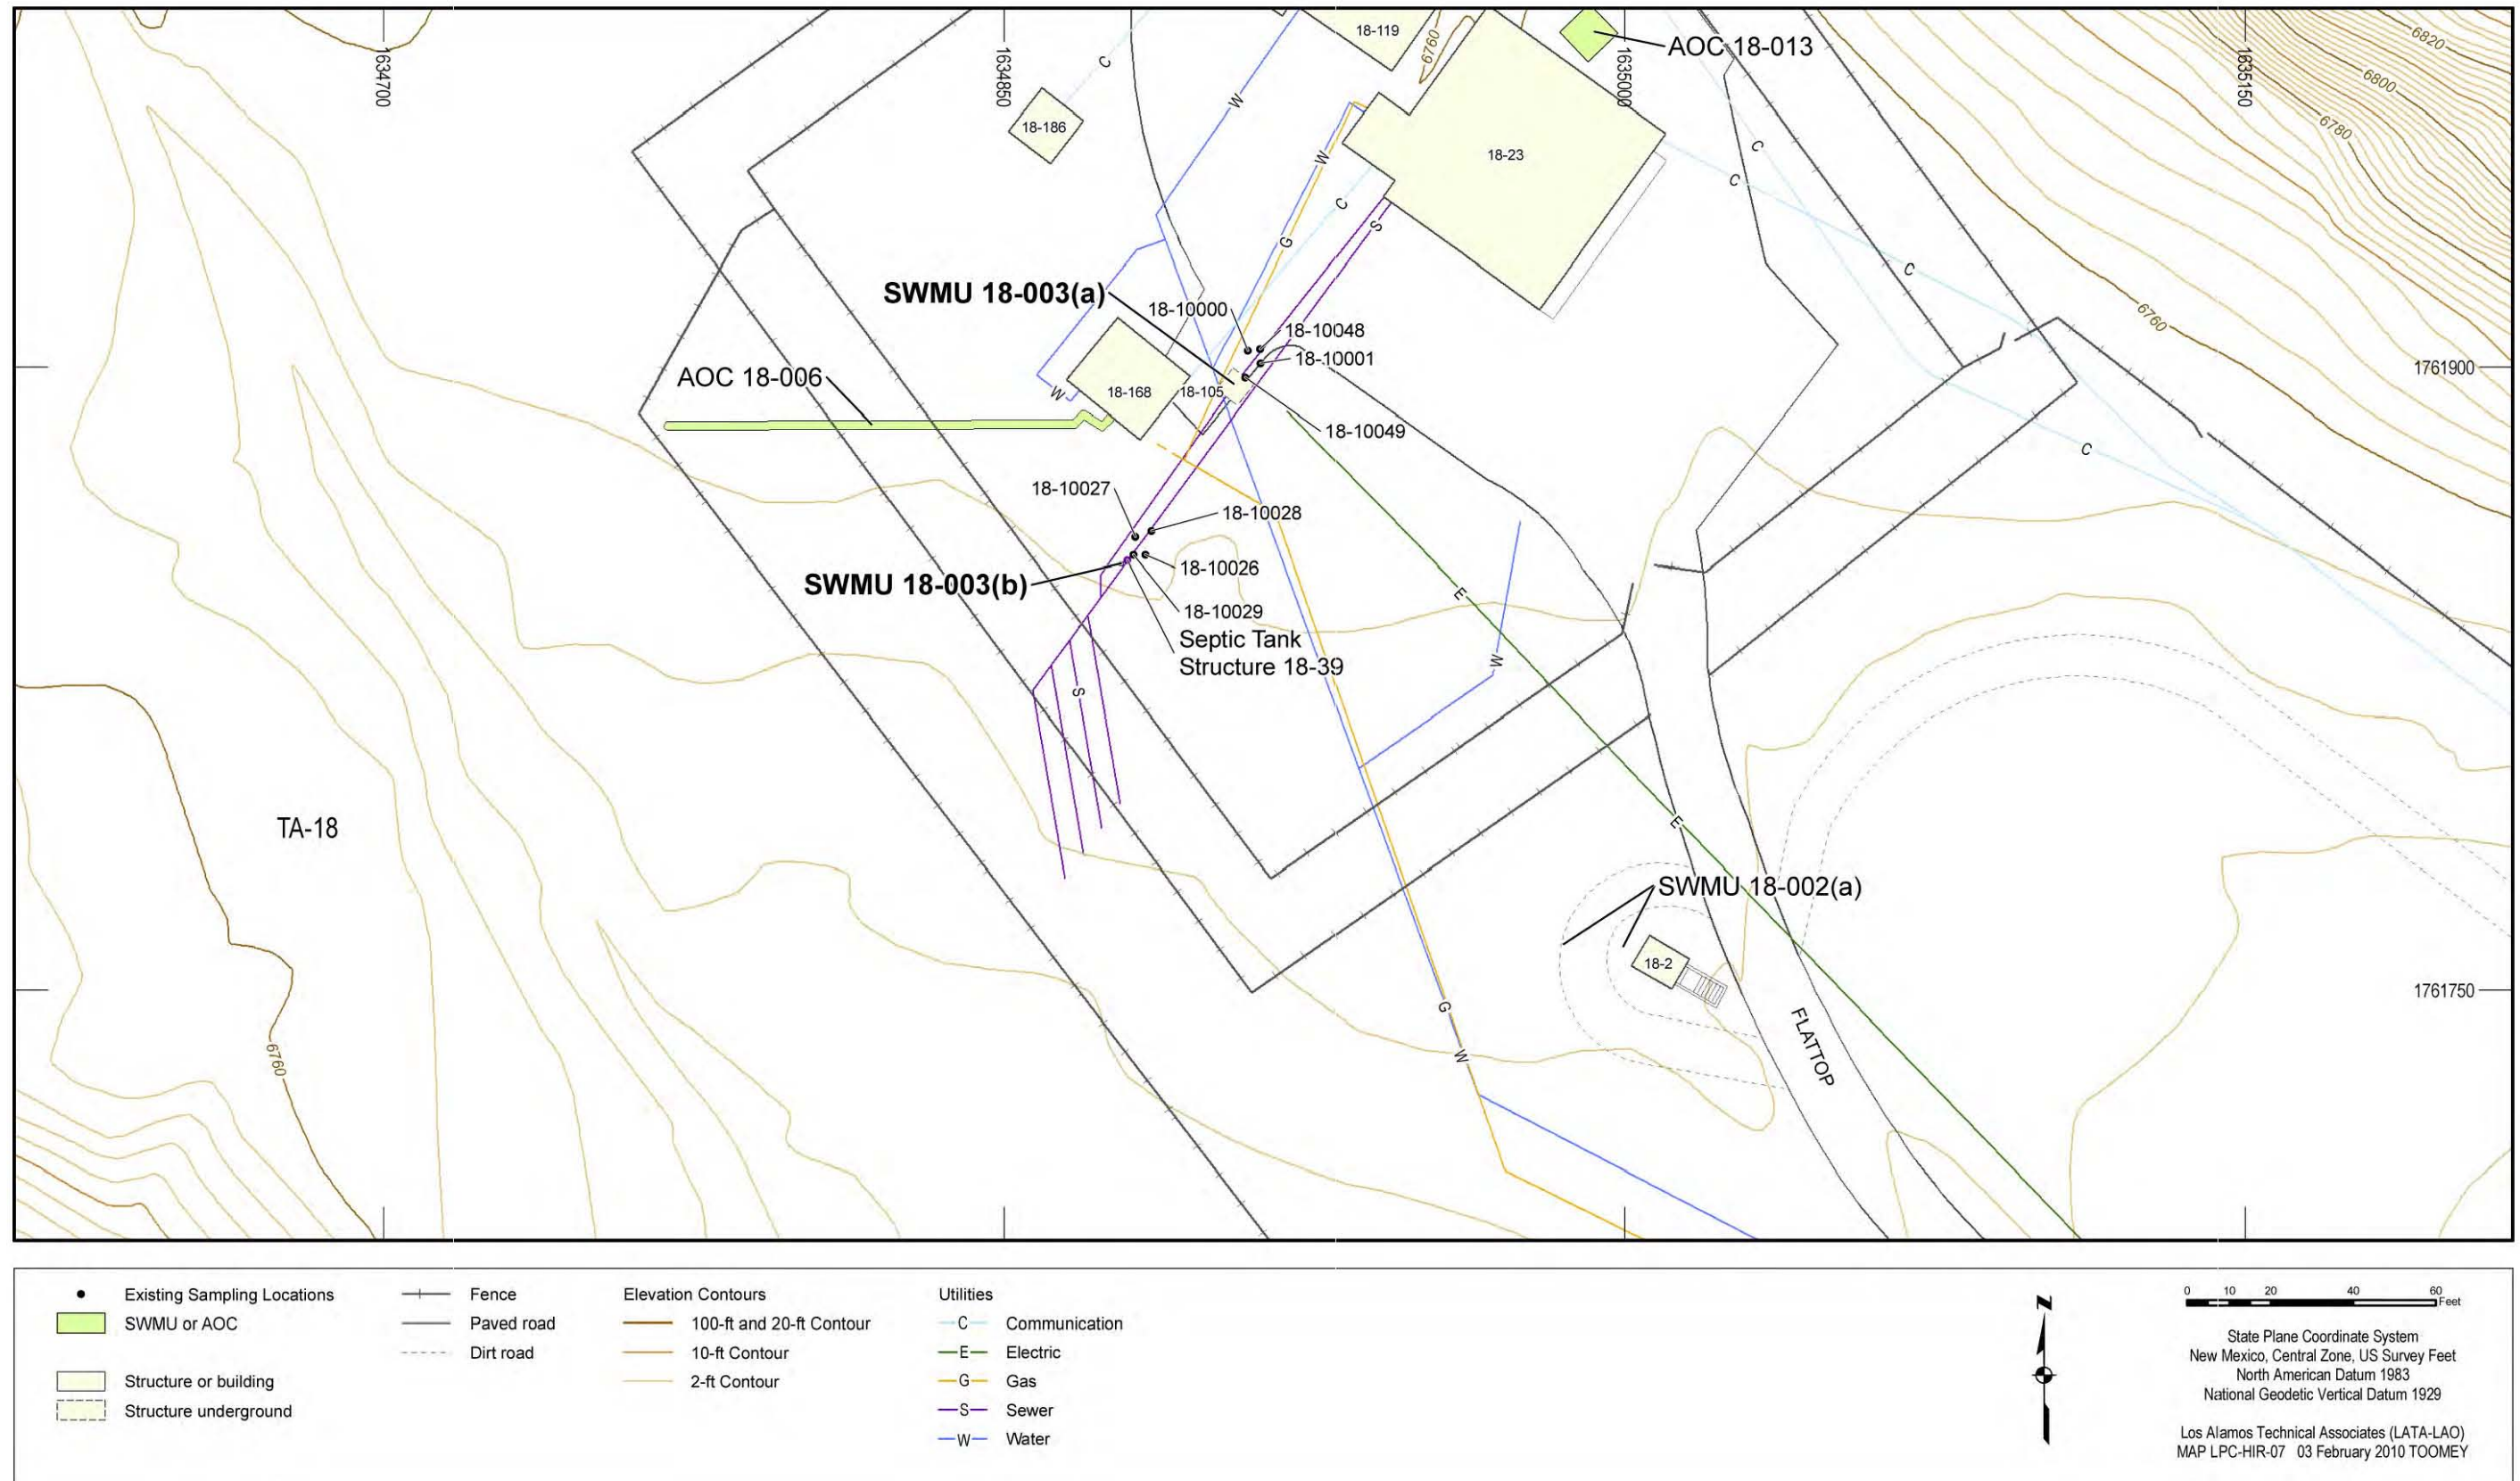 1634700
1634850
1635000
1635150
18-119
6760
AOC 18-013
6820
6800
6780
C
W
18-186
18-23
C
W
C
C
S
G
C
SWMU 18-003(a)
18-10000
18-10048
18-10001
6760
1761900
AOC 18-006
W
18-168
18-105
18-10049
C
18-10027
18-10028
18-10026
SWMU 18-003(b)
E
18-10029
Septic Tank
Structure 18-39
W
S
TA-18
E
SWMU 18-002(a)
18-2
1761750
G
FLATTOP
W
6760
Existing Sampling Locations
SWMU or AOC
Structure or building
Structure underground
Fence
Paved road
Dirt road
Elevation Contours
100-ft and 20-ft Contour
10-ft Contour
2-ft Contour
Utilities
C Communication
E Electric
G Gas
S Sewer
W Water
N
0 10 20 40 60
Feet
State Plane Coordinate System
New Mexico, Central Zone, US Survey Feet
North American Datum 1983
National Geodetic Vertical Datum 1929
Los Alamos Technical Associates (LATA-LAO)
MAP LPC-HIR-07 03 February 2010 TOOMEY